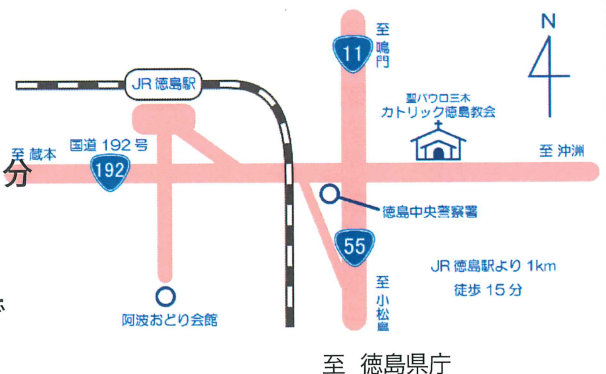 N
至鳴門
11
JR 徳島駅
聖パウロ三木
カトリック徳島教会
国道 192 号
至 蔵本
192
至 沖洲
分
徳島中央警察署
55
JR 徳島駅より 1km
徒歩 15 分
至小松島
阿波おどり会館
至 徳島県庁